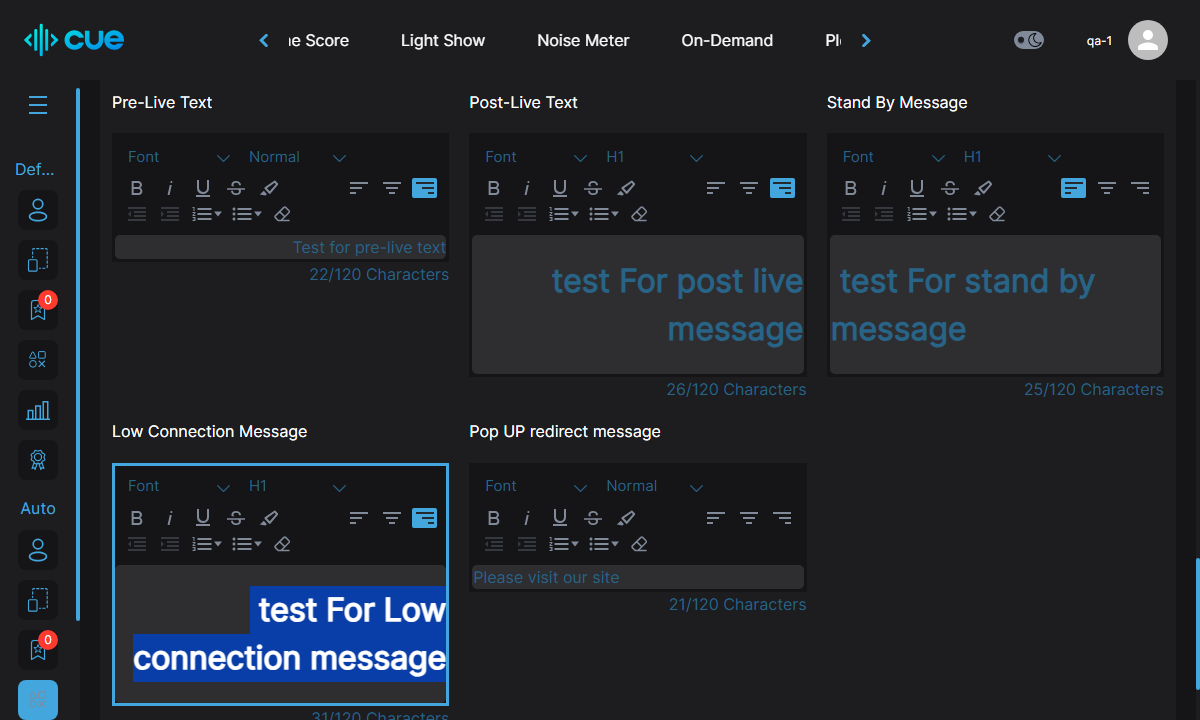 cue
e Score
Light Show
Noise Meter
On-Demand
Pl
qa-1
Def...
0
Auto
0
Pre-Live Text
Font
Normal
Test for pre-live text
22/120 Characters
Post-Live Text
Font
H1
test For post live
message
26/120 Characters
Stand By Message
Font
H1
test For stand by
message
25/120 Characters
Low Connection Message
Font
H1
test For Low
connection message
31/120 Characters
Pop UP redirect message
Font
Normal
Please visit our site
21/120 Characters